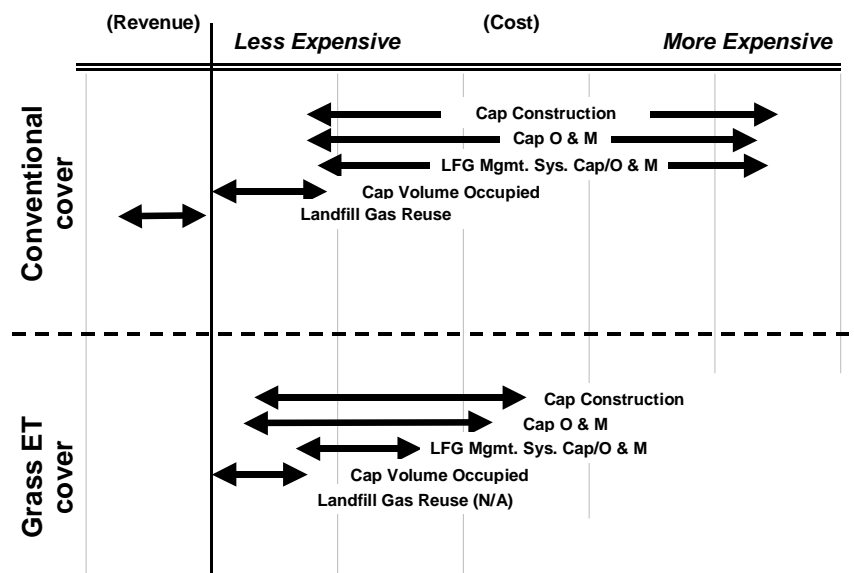 (Revenue)
(Cost)
Less Expensive
More Expensive
Conventional
cover
Cap Construction
Cap O & M
LFG Mgmt. Sys. Cap/O & M
Cap Volume Occupied
Landfill Gas Reuse
Grass ET
cover
Cap Construction
Cap O & M
LFG Mgmt. Sys. Cap/O & M
Cap Volume Occupied
Landfill Gas Reuse (N/A)